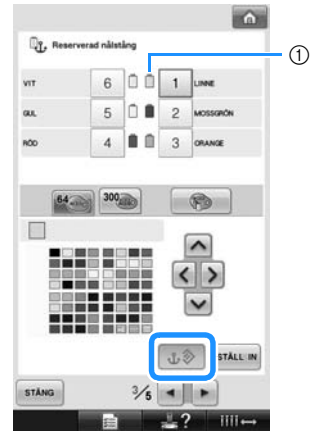 Reserverad nålstång
①
VIT 6 1 LINNE
GUL 5 2 MOSSGRÖN
RÖD 4 3 ORANGE
64 300
STÄLL IN
STÄNG 3/5
?